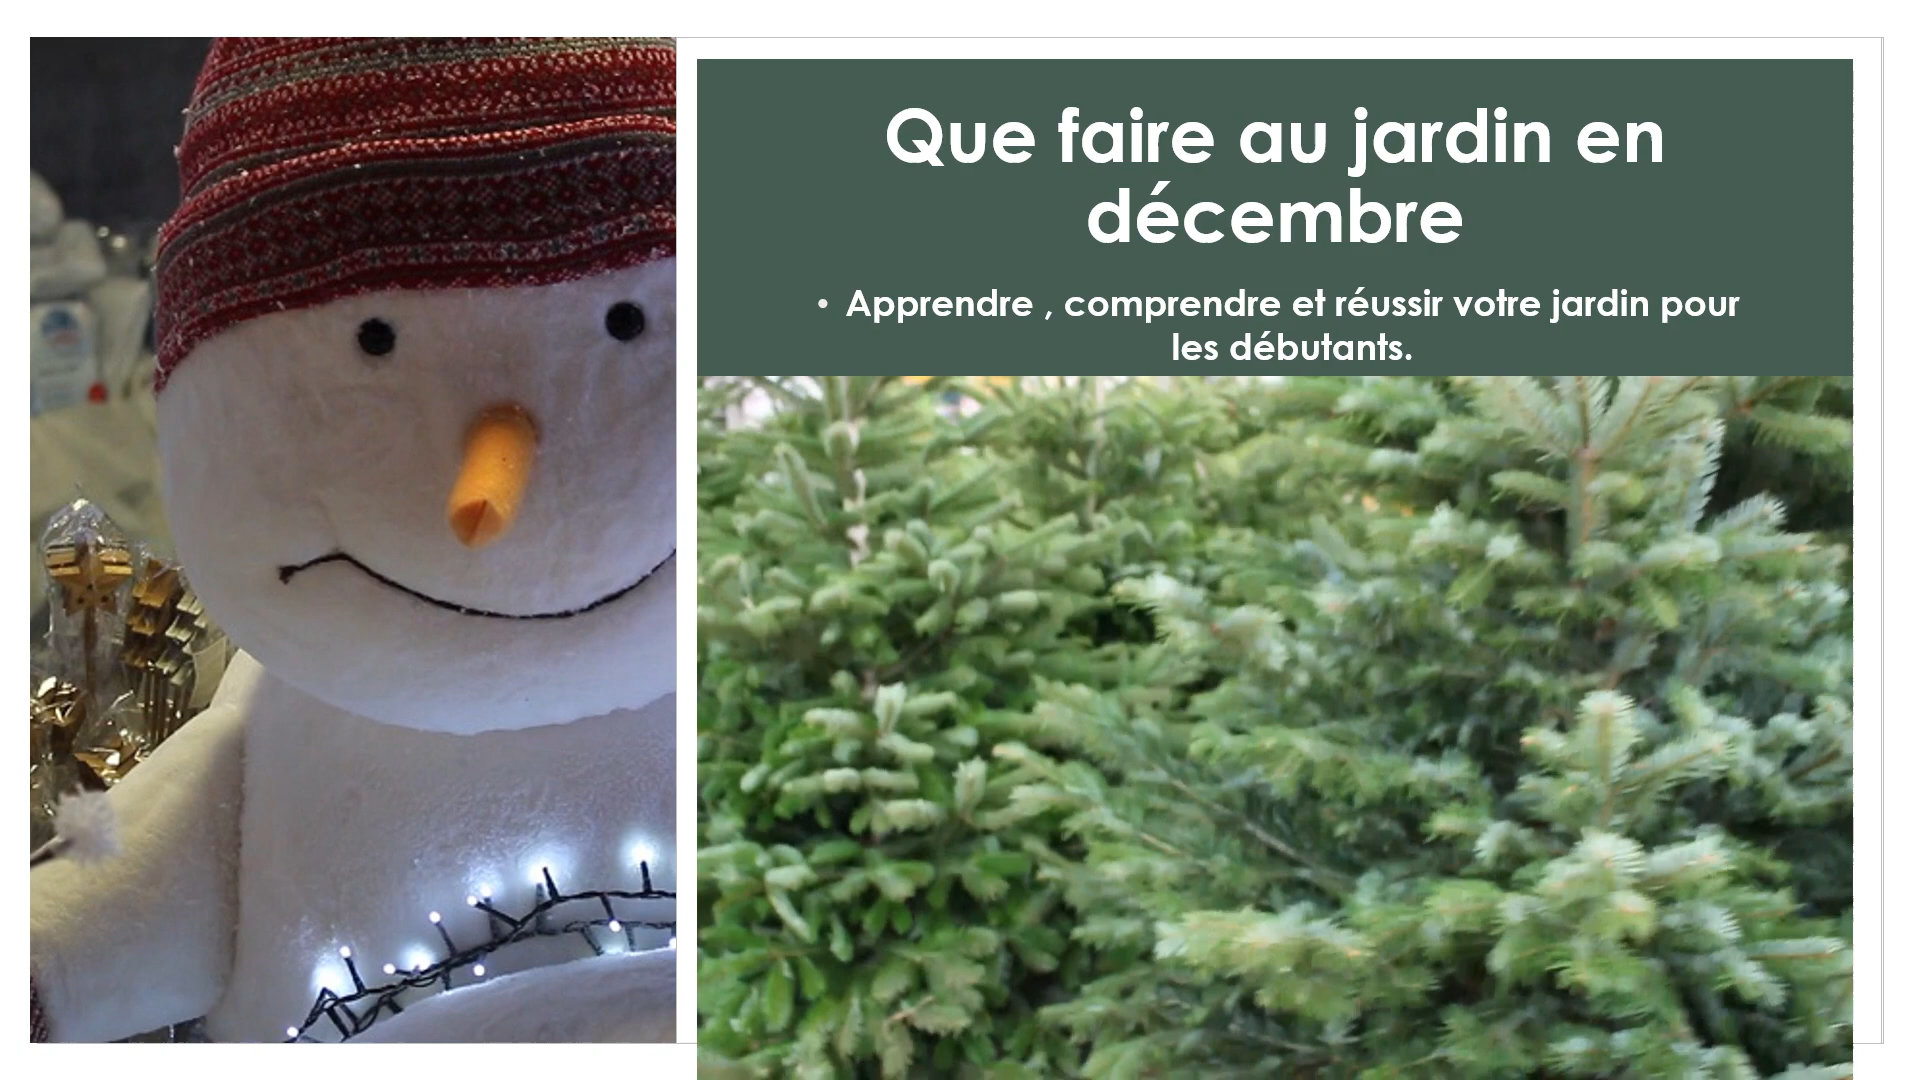 Que faire au jardin en
décembre
• Apprendre , comprendre et réussir votre jardin pour
les débutants.